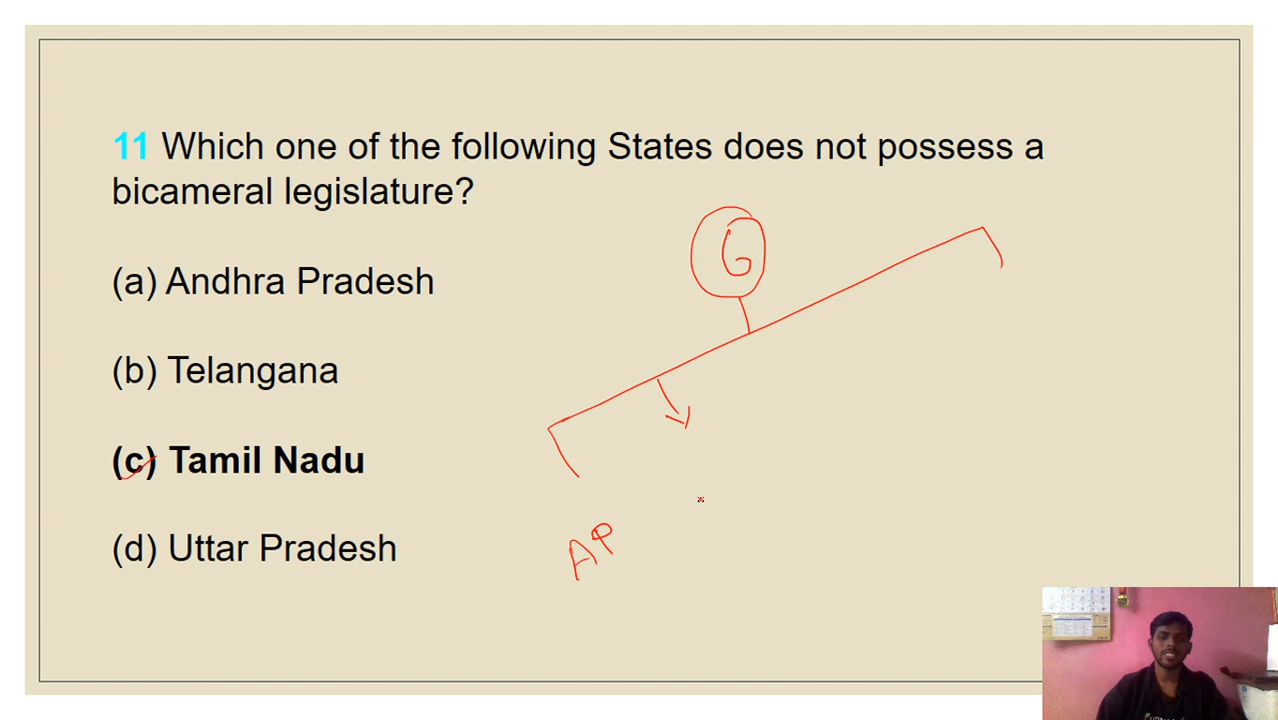 11 Which one of the following States does not possess a
bicameral legislature?
G
(a) Andhra Pradesh
(b) Telangana
(c) Tamil Nadu
(d) Uttar Pradesh
AP